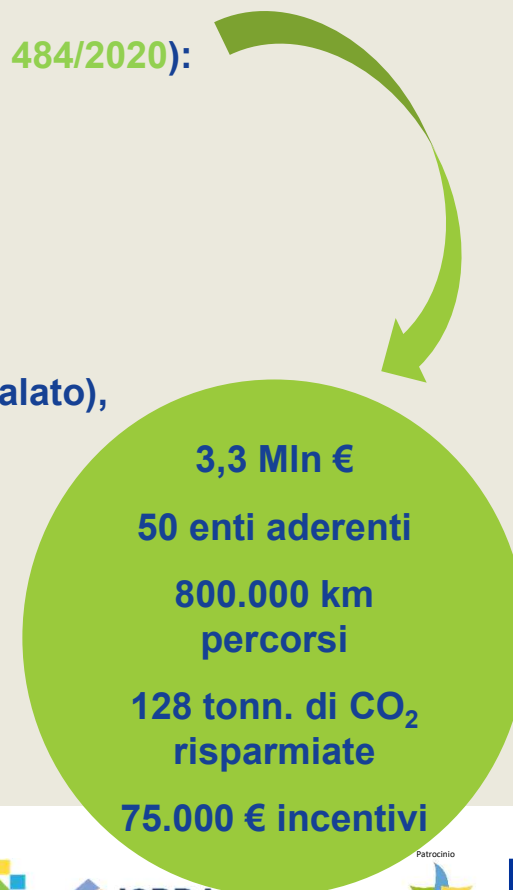 484/2020):
alato),
3,3 Mln €
50 enti aderenti
800.000 km
percorsi
128 tonn. di CO₂
risparmiate
75.000 € incentivi
Patrocinio